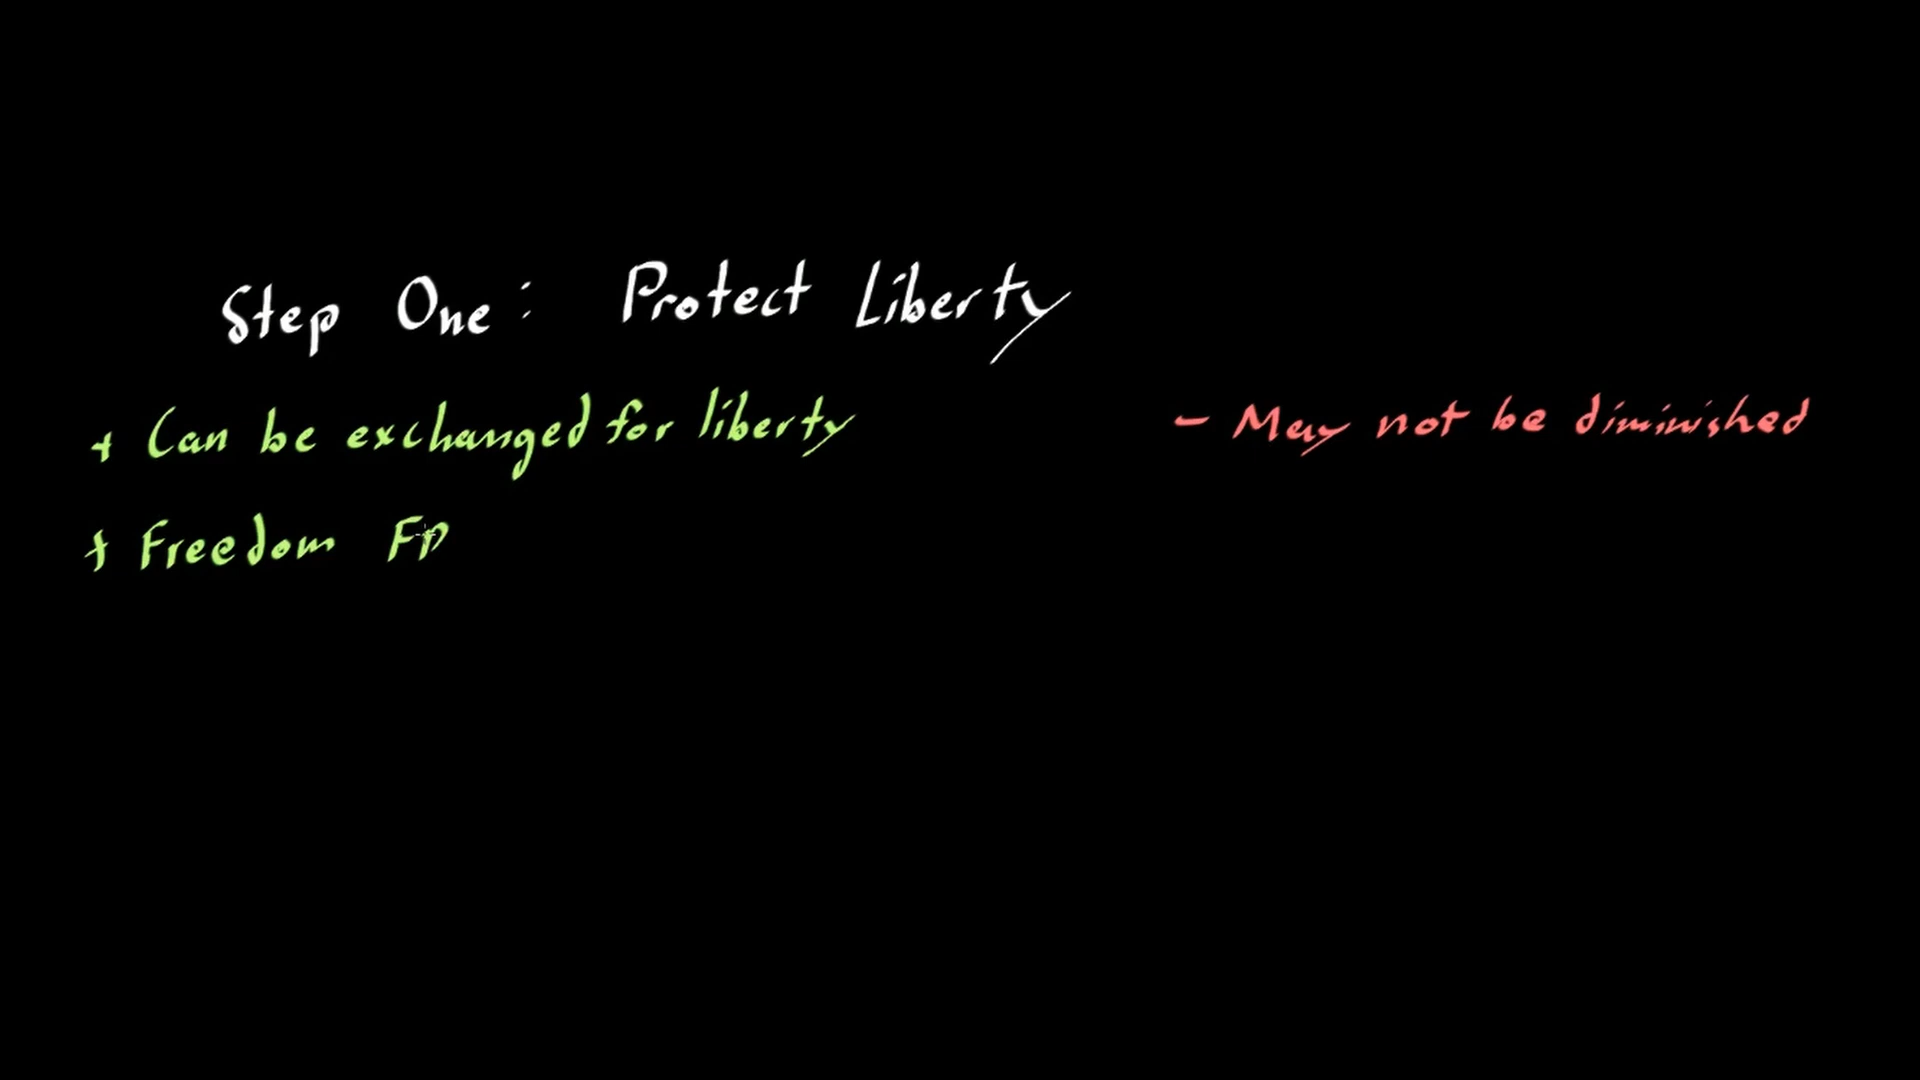 Step One: Protect Liberty
+ Can be exchanged for liberty
- May not be diminished
+ Freedom